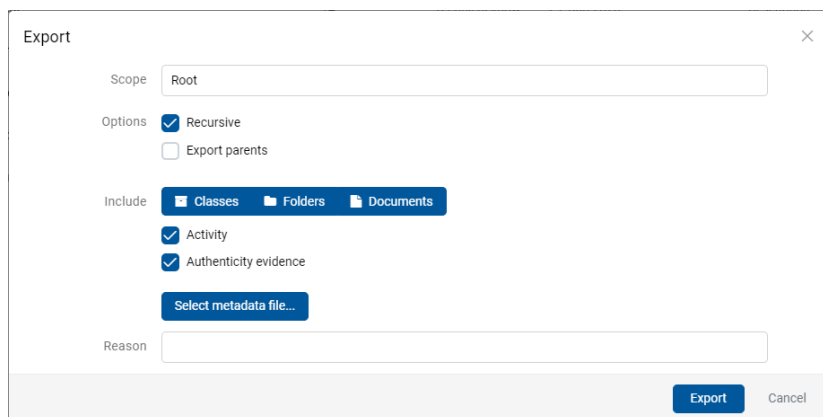 Export
Scope Root
Options Recursive
Export parents
Include Classes Folders Documents
Activity
Authenticity evidence
Select metadata file...
Reason
Export Cancel